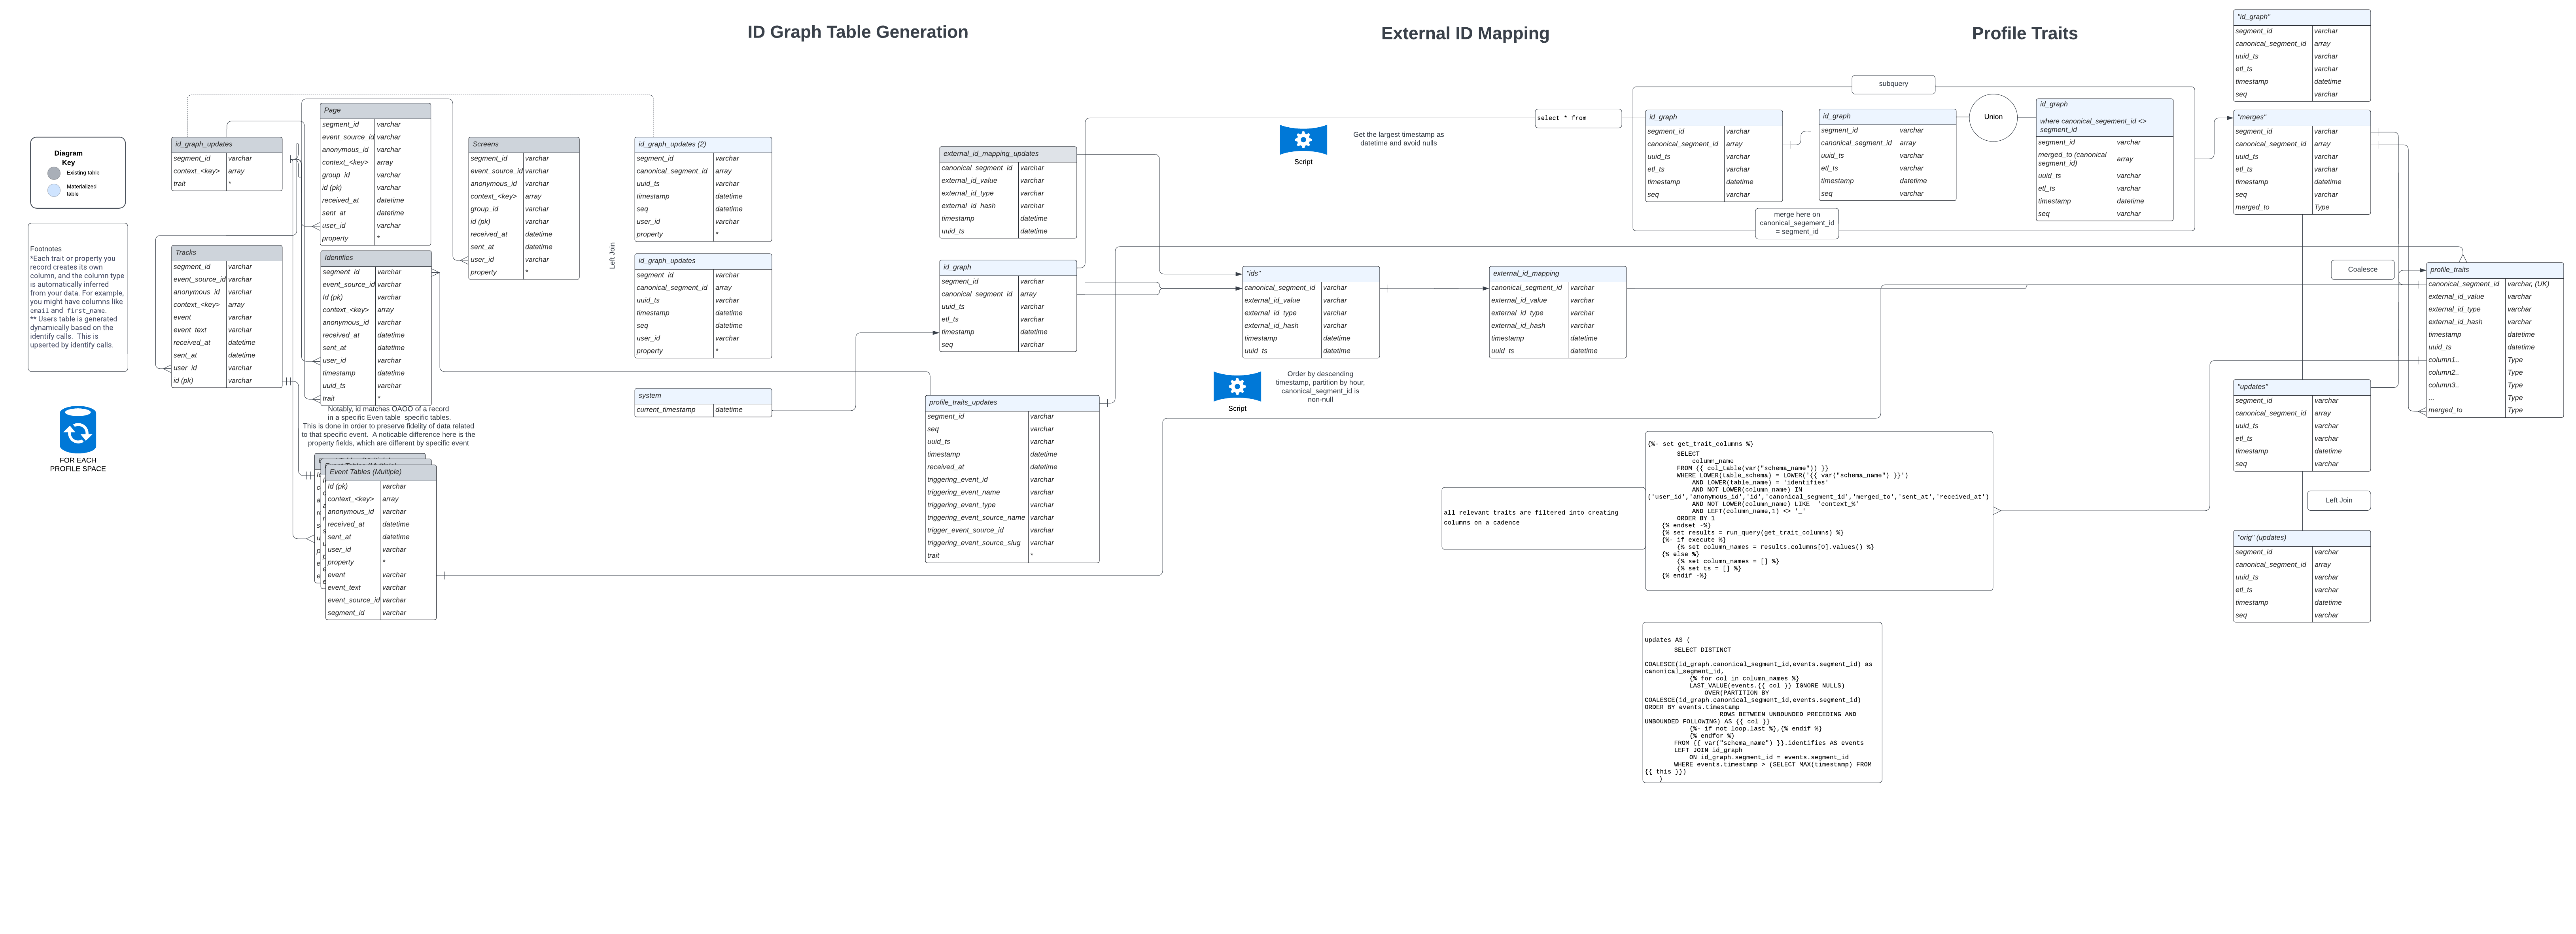 ID Graph Table Generation
External ID Mapping
Profile Traits
Diagram
Key
Existing table
Materialized
table
Footnotes
*Each trait or property you
record creates its own
column, and the column type
is automatically inferred
from your data. For example,
you might have columns like
email and first_name.
** Users table is generated
dynamically based on the
identify calls. This is
upserted by identify calls.
FOR EACH
PROFILE SPACE
id_graph_updates
segment_id varchar
context_<key> array
trait *
Tracks
segment_id varchar
event_source_id varchar
anonymous_id varchar
context_<key> array
event varchar
event_text varchar
received_at datetime
sent_at datetime
user_id varchar
id (pk) varchar
Page
segment_id varchar
event_source_id varchar
anonymous_id varchar
context_<key> array
group_id varchar
id (pk) varchar
received_at datetime
sent_at datetime
user_id varchar
property *
Identifies
segment_id varchar
event_source_id varchar
Id (pk) varchar
context_<key> array
anonymous_id varchar
received_at datetime
sent_at datetime
user_id varchar
timestamp datetime
uuid_ts varchar
trait *
Notably, id matches OAOO of a record
in a specific Even table specific tables.
This is done in order to preserve fidelity of data related
to that specific event. A noticable difference here is the
property fields, which are different by specific event
Event Tables (Multiple)
Id (pk) varchar
context_<key> array
anonymous_id varchar
received_at datetime
sent_at datetime
user_id varchar
property *
event varchar
event_text varchar
event_source_id varchar
segment_id varchar
Screens
segment_id varchar
event_source_id varchar
anonymous_id varchar
context_<key> array
group_id varchar
id (pk) varchar
received_at datetime
sent_at datetime
user_id varchar
property *
Left Join
id_graph_updates (2)
segment_id varchar
canonical_segment_id array
uuid_ts varchar
timestamp datetime
seq datetime
user_id varchar
property *
id_graph_updates
segment_id varchar
canonical_segment_id array
uuid_ts varchar
timestamp datetime
seq datetime
user_id varchar
property *
system
current_timestamp datetime
external_id_mapping_updates
canonical_segment_id varchar
external_id_value varchar
external_id_type varchar
external_id_hash varchar
timestamp datetime
uuid_ts datetime
id_graph
segment_id varchar
canonical_segment_id array
uuid_ts varchar
etl_ts varchar
timestamp datetime
seq varchar
profile_traits_updates
segment_id varchar
seq varchar
uuid_ts varchar
timestamp datetime
received_at datetime
triggering_event_id varchar
triggering_event_name varchar
triggering_event_type varchar
triggering_event_source_name varchar
trigger_event_source_id varchar
triggering_event_source_slug varchar
trait *
Script
Get the largest timestamp as
datetime and avoid nulls
"ids"
canonical_segment_id varchar
external_id_value varchar
external_id_type varchar
external_id_hash varchar
timestamp datetime
uuid_ts datetime
Script
Order by descending
timestamp, partition by hour,
canonical_segment_id is
non-null
external_id_mapping
canonical_segment_id varchar
external_id_value varchar
external_id_type varchar
external_id_hash varchar
timestamp datetime
uuid_ts datetime
select * from
subquery
id_graph
segment_id varchar
canonical_segment_id array
uuid_ts varchar
etl_ts varchar
timestamp datetime
seq varchar
id_graph
segment_id varchar
canonical_segment_id array
uuid_ts varchar
etl_ts varchar
timestamp datetime
seq varchar
merge here on
canonical_segement_id
= segment_id
Union
id_graph
where canonical_segement_id <>
segment_id
segment_id varchar
merged_to (canonical
segment_id) array
uuid_ts varchar
etl_ts varchar
timestamp datetime
seq varchar
all relevant traits are filtered into creating
columns on a cadence
{%- set get_trait_columns %}
SELECT
column_name
FROM {{ col_table(var("schema_name")) }}
WHERE LOWER(table_schema) = LOWER('{{ var("schema_name") }}')
AND LOWER(table_name) = 'identifies'
AND NOT LOWER(column_name) IN
('user_id','anonymous_id','id','canonical_segment_id','merged_to','sent_at','received_at')
AND NOT LOWER(column_name) LIKE 'context_%'
AND LEFT(column_name,1) <> '_'
ORDER BY 1
{% endset -%}
{% set results = run_query(get_trait_columns) %}
{%- if execute %}
{% set column_names = results.columns[0].values() %}
{% else %}
{% set column_names = [] %}
{% set ts = [] %}
{% endif -%}
updates AS (
SELECT DISTINCT
COALESCE(id_graph.canonical_segment_id,events.segment_id) as
canonical_segment_id,
{% for col in column_names %}
LAST_VALUE(events.{{ col }} IGNORE NULLS)
OVER(PARTITION BY
COALESCE(id_graph.canonical_segment_id,events.segment_id)
ORDER BY events.timestamp
ROWS BETWEEN UNBOUNDED PRECEDING AND
UNBOUNDED FOLLOWING) AS {{ col }}
{%- if not loop.last %},{% endif %}
{% endfor %}
FROM {{ var("schema_name") }}.identifies AS events
LEFT JOIN id_graph
ON id_graph.segment_id = events.segment_id
WHERE events.timestamp > (SELECT MAX(timestamp) FROM
{{ this }})
)
"id_graph"
segment_id varchar
canonical_segment_id array
uuid_ts varchar
etl_ts varchar
timestamp datetime
seq varchar
"merges"
segment_id varchar
canonical_segment_id array
uuid_ts varchar
etl_ts varchar
timestamp datetime
seq varchar
merged_to Type
"updates"
segment_id varchar
canonical_segment_id array
uuid_ts varchar
etl_ts varchar
timestamp datetime
seq varchar
Left Join
"orig" (updates)
segment_id varchar
canonical_segment_id array
uuid_ts varchar
etl_ts varchar
timestamp datetime
seq varchar
Coalesce
profile_traits
canonical_segment_id varchar, (UK)
external_id_value varchar
external_id_type varchar
external_id_hash varchar
timestamp datetime
uuid_ts datetime
column1.. Type
column2.. Type
column3.. Type
... Type
merged_to Type